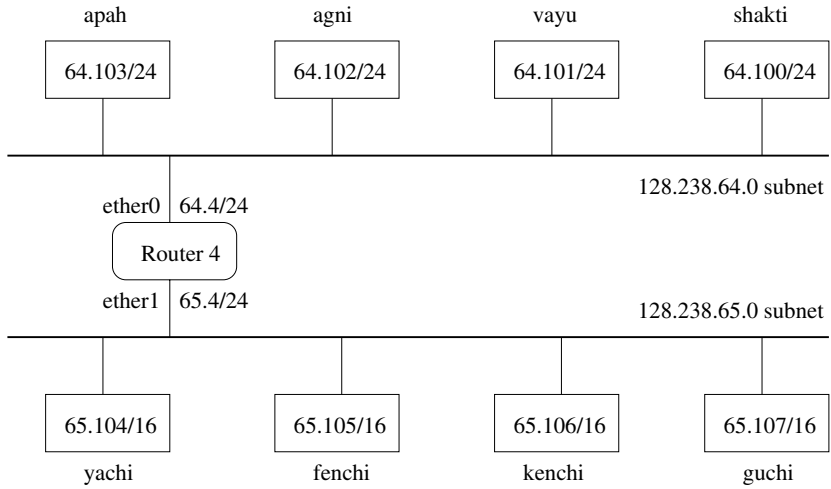 apah agni vayu shakti
64.103/24 64.102/24 64.101/24 64.100/24
128.238.64.0 subnet
ether0 64.4/24
Router 4
ether1 65.4/24
128.238.65.0 subnet
65.104/16 65.105/16 65.106/16 65.107/16
yachi fenchi kenchi guchi